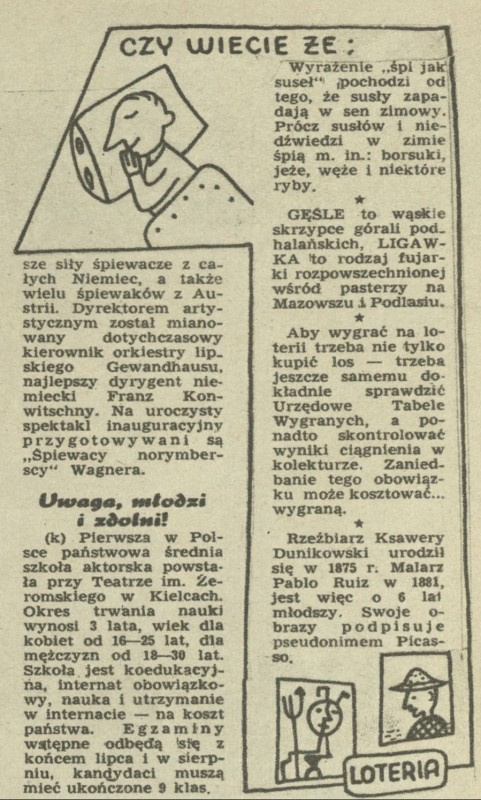 CZY WIECIE ŻE:
Wyrażenie „śpi jak
suseł" pochodzi od
tego, że susły zapa-
dają w sen zimowy.
Prócz susłów i nie-
dźwiedzi w zimie
śpią m. in.: borsuki,
jeże, węże i niektóre
ryby.
★
GĘŚLE to wąskie
skrzypce górali pod-
halańskich, LIGAW-
KA to rodzaj fujar-
ki rozpowszechnionej
wśród pasterzy na
Mazowszu i Podlasiu.
★
Aby wygrać na lo-
terii trzeba nie tylko
kupić los — trzeba
jeszcze samemu do-
kładnie sprawdzić
Urzędowe Tabele
Wygranych, a po-
nadto skontrolować
wyniki ciągnienia w
kolekturze. Zanied-
banie tego obowiąz-
ku może kosztować...
wygraną.
★
Rzeźbiarz Ksawery
Dunikowski urodził
się w 1875 r. Malarz
Pablo Ruiz w 1881,
jest więc o 6 lat
młodszy. Swoje o-
brazy podpisuje
pseudonimem Picas-
so.
LOTERIA
sze siły śpiewacze z ca-
łych Niemiec, a także
wielu śpiewaków z Au-
strii. Dyrektorem arty-
stycznym został miano-
wany dotychczasowy
kierownik orkiestry lip-
skiego Gewandhausu,
najlepszy dyrygent nie-
miecki Franz Kon-
witschny. Na uroczysty
spektakl inauguracyjny
przygotowywani są
„Śpiewacy norymber-
scy" Wagnera.
Uwaga, młodzi
i zdolni!
(k) Pierwsza w Pol-
sce państwowa średnia
szkoła aktorska powsta-
ła przy Teatrze im. Że-
romskiego w Kielcach.
Okres trwania nauki
wynosi 3 lata, wiek dla
kobiet od 16—25 lat, dla
mężczyzn od 18—30 lat.
Szkoła jest koedukacyj-
na, internat obowiązko-
wy, nauka i utrzymanie
w internacie — na koszt
państwa. Egzaminy
wstępne odbędą się z
końcem lipca i w sierp-
niu, kandydaci muszą
mieć ukończone 9 klas.